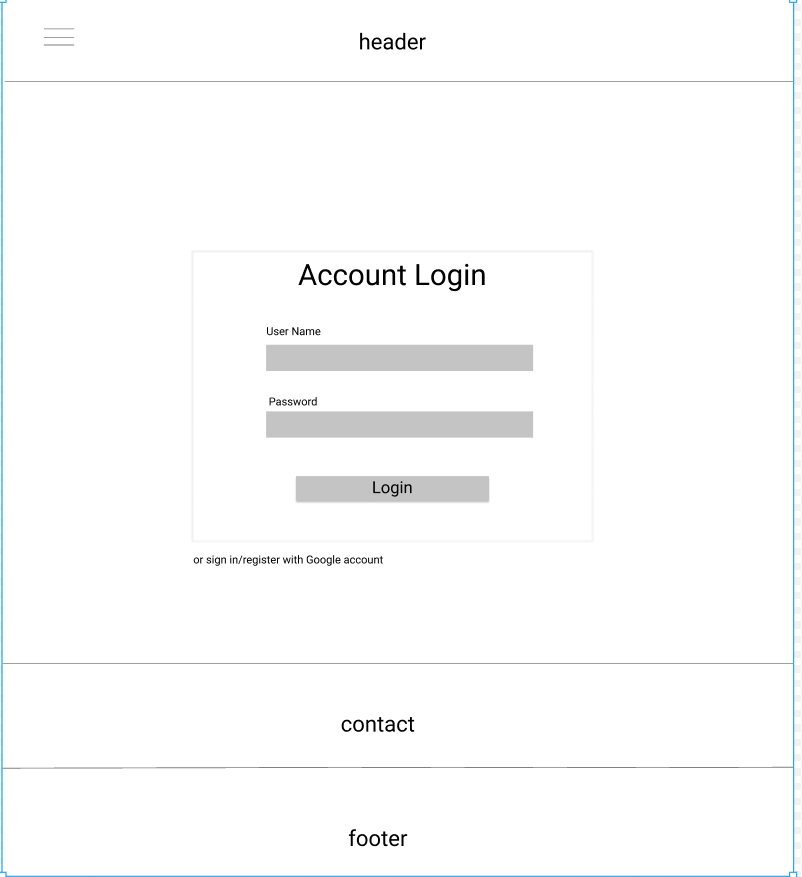 header
Account Login
User Name
Password
Login
or sign in/register with Google account
contact
footer